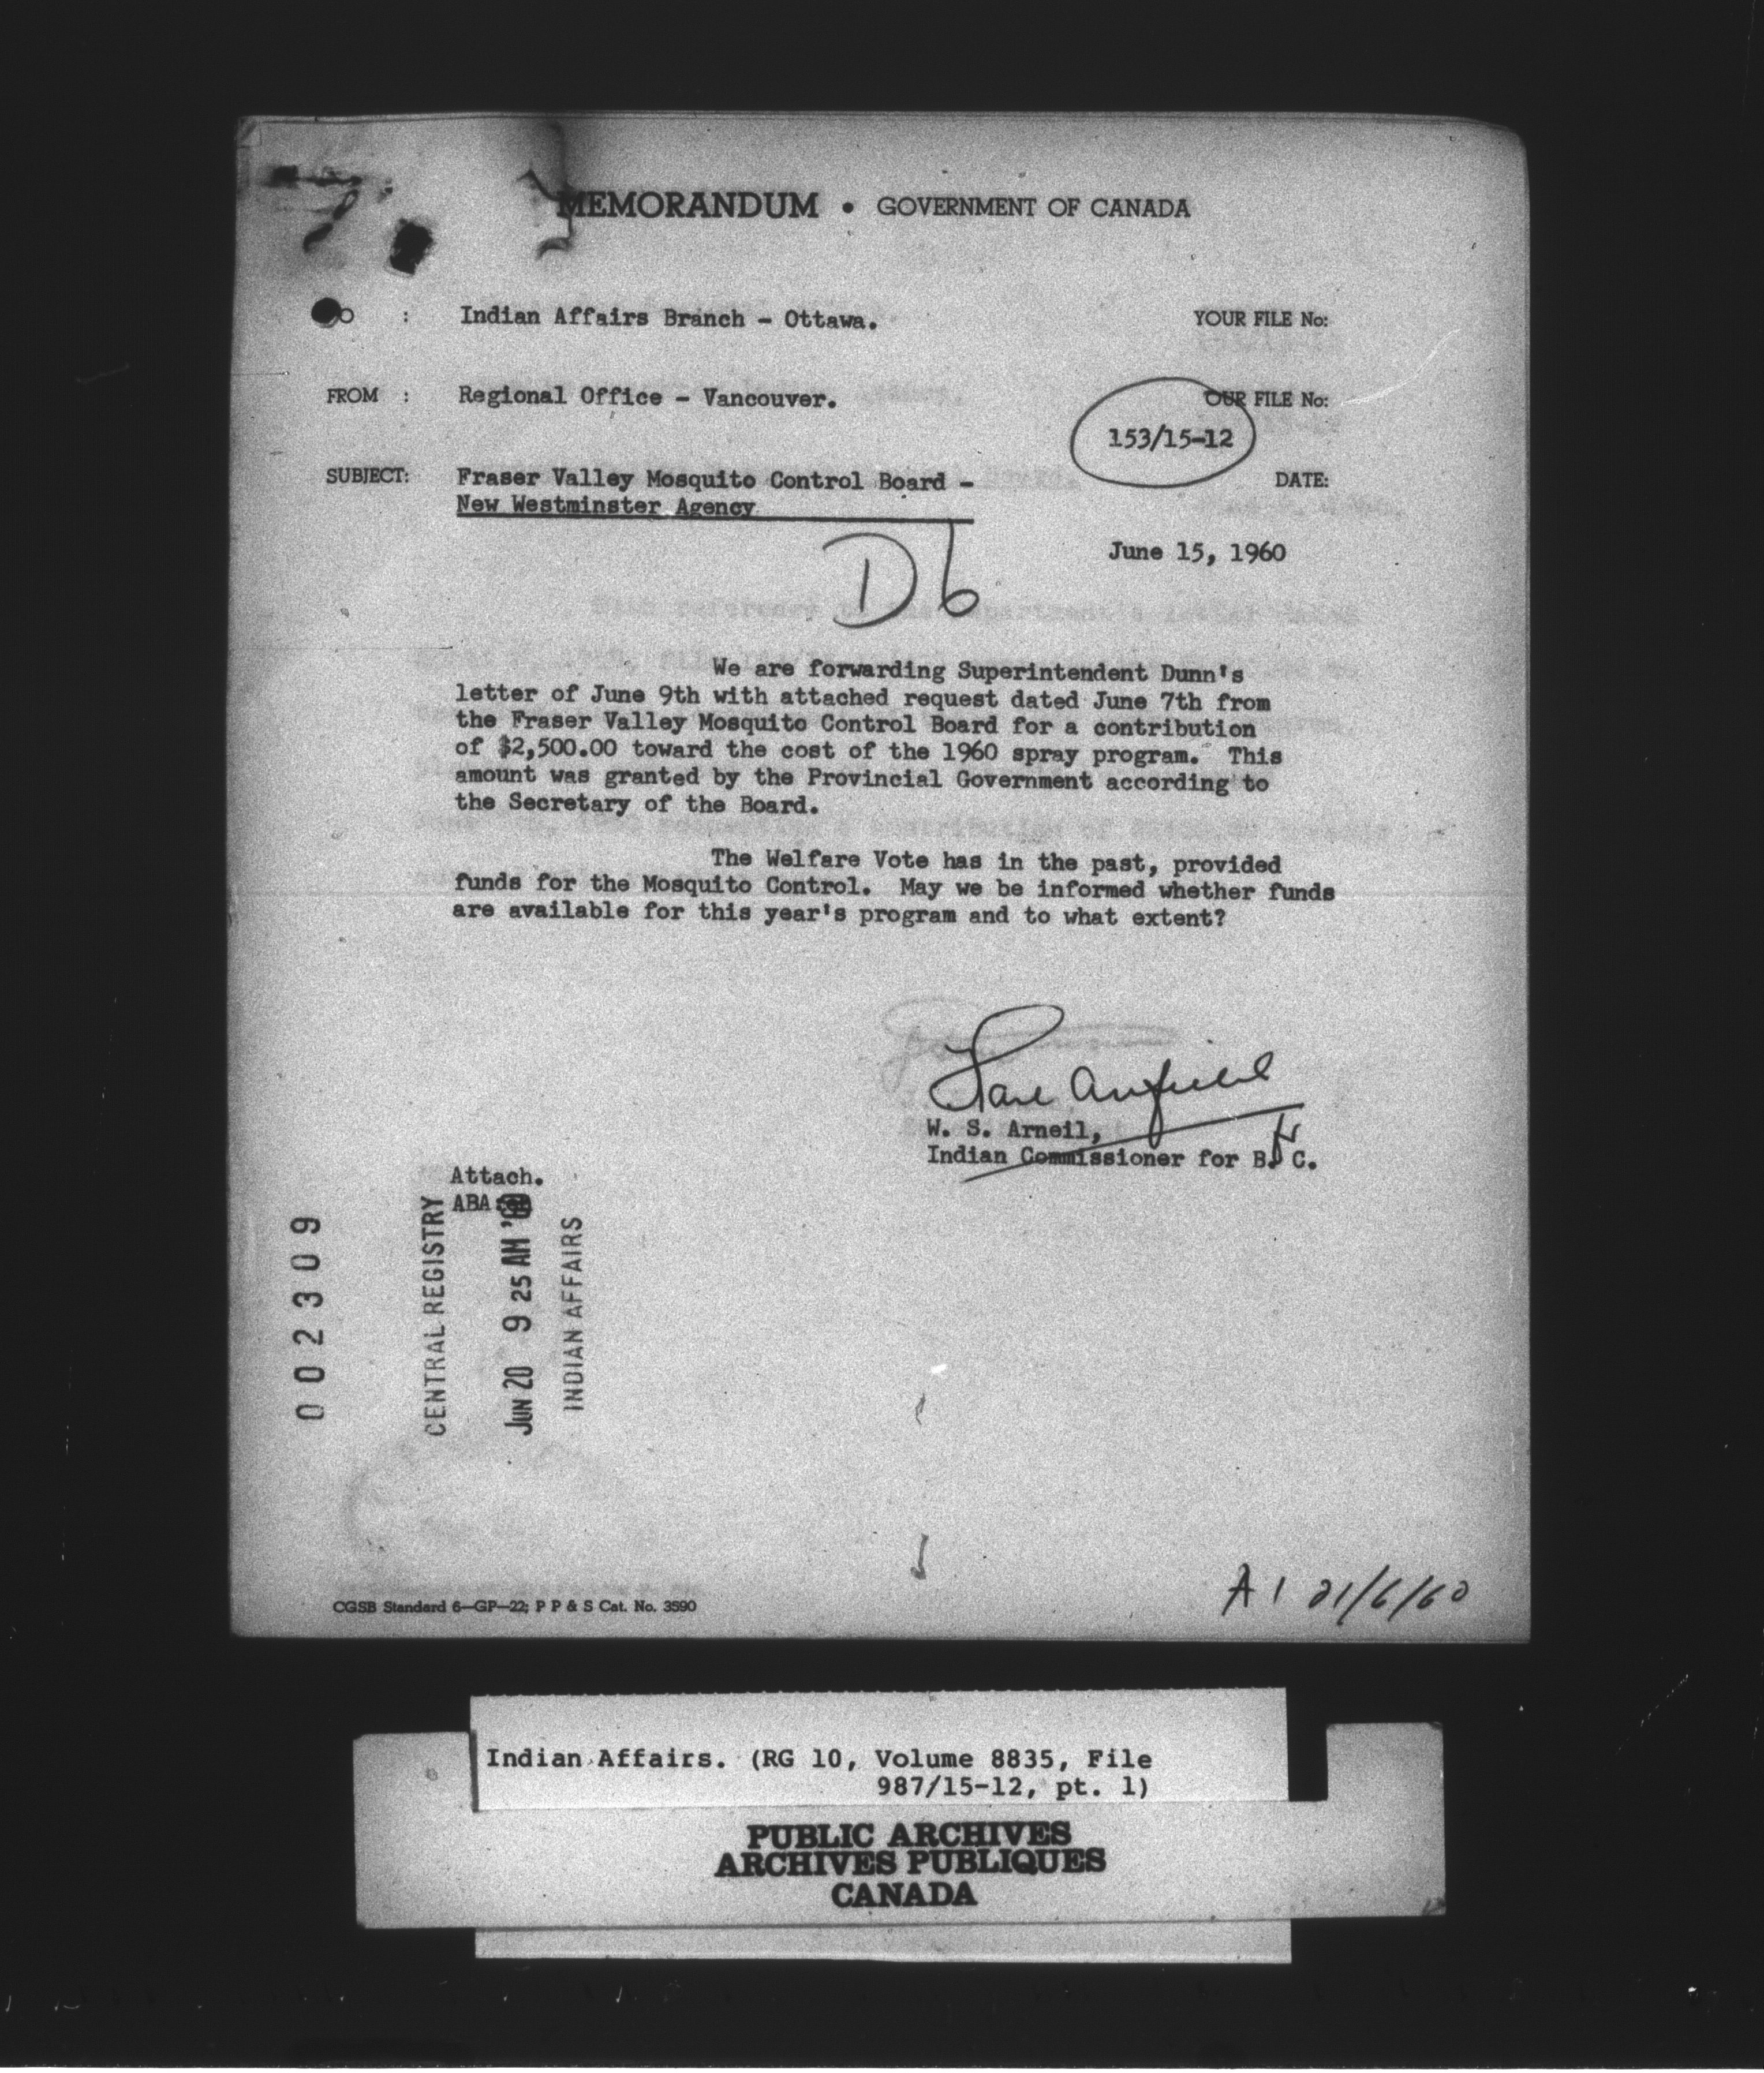 MEMORANDUM • GOVERNMENT OF CANADA
: Indian Affairs Branch - Ottawa.
YOUR FILE No:
FROM : Regional Office - Vancouver.
OUR FILE No:
153/15-12
SUBJECT: Fraser Valley Mosquito Control Board -
New Westminster Agency
DATE:
June 15, 1960
D6
We are forwarding Superintendent Dunn's
letter of June 9th with attached request dated June 7th from
the Fraser Valley Mosquito Control Board for a contribution
of $2,500.00 toward the cost of the 1960 spray program. This
amount was granted by the Provincial Government according to
the Secretary of the Board.
The Welfare Vote has in the past, provided
funds for the Mosquito Control. May we be informed whether funds
are available for this year's program and to what extent?
W. S. Arneil,
Indian Commissioner for B. C.
Attach.
ABA
002309
CENTRAL REGISTRY
JUN 20 9 25 AM '60
INDIAN AFFAIRS
CGSB Standard 6—GP—22; P P & S Cat. No. 3590
A 1 21/6/60
Indian Affairs. (RG 10, Volume 8835, File
987/15-12, pt. 1)
PUBLIC ARCHIVES
ARCHIVES PUBLIQUES
CANADA